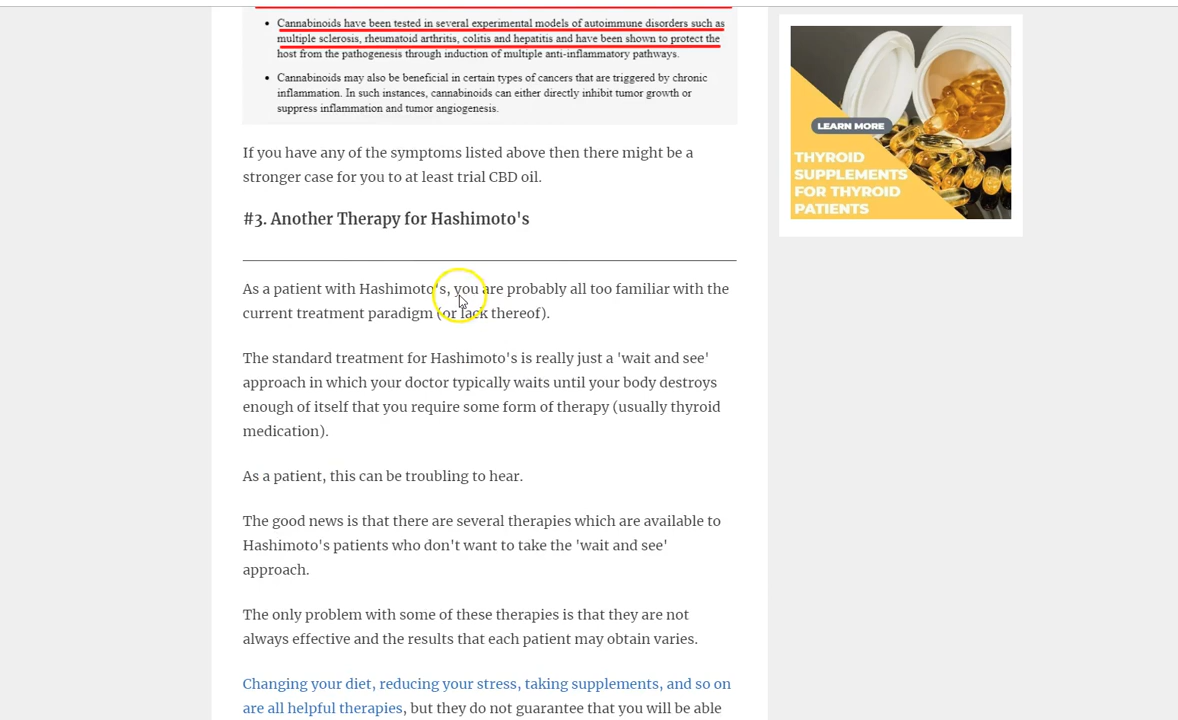 • Cannabinoids have been tested in several experimental models of autoimmune disorders such as
multiple sclerosis, rheumatoid arthritis, colitis and hepatitis and have been shown to protect the
host from the pathogenesis through induction of multiple anti-inflammatory pathways.
• Cannabinoids may also be beneficial in certain types of cancers that are triggered by chronic
inflammation. In such instances, cannabinoids can either directly inhibit tumor growth or
suppress inflammation and tumor angiogenesis.
If you have any of the symptoms listed above then there might be a
stronger case for you to at least trial CBD oil.
#3. Another Therapy for Hashimoto's
As a patient with Hashimoto's, you are probably all too familiar with the
current treatment paradigm (or lack thereof).
The standard treatment for Hashimoto's is really just a 'wait and see'
approach in which your doctor typically waits until your body destroys
enough of itself that you require some form of therapy (usually thyroid
medication).
As a patient, this can be troubling to hear.
The good news is that there are several therapies which are available to
Hashimoto's patients who don't want to take the 'wait and see'
approach.
The only problem with some of these therapies is that they are not
always effective and the results that each patient may obtain varies.
Changing your diet, reducing your stress, taking supplements, and so on
are all helpful therapies, but they do not guarantee that you will be able
LEARN MORE
THYROID
SUPPLEMENTS
FOR THYROID
PATIENTS